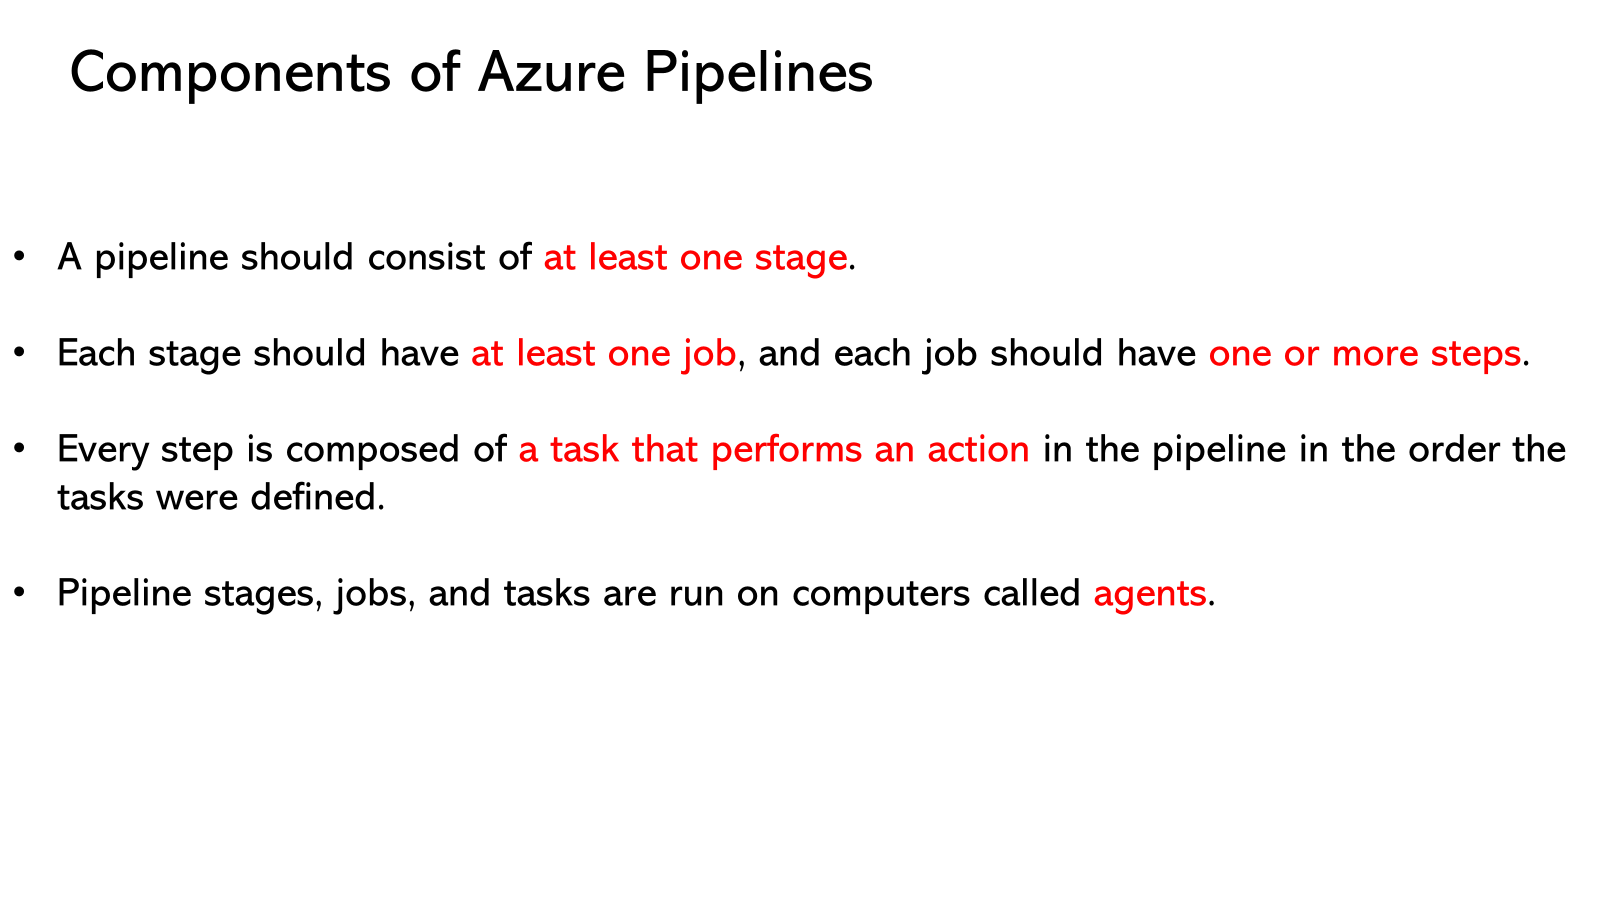 Components of Azure Pipelines
• A pipeline should consist of at least one stage.
• Each stage should have at least one job, and each job should have one or more steps.
• Every step is composed of a task that performs an action in the pipeline in the order the
tasks were defined.
• Pipeline stages, jobs, and tasks are run on computers called agents.